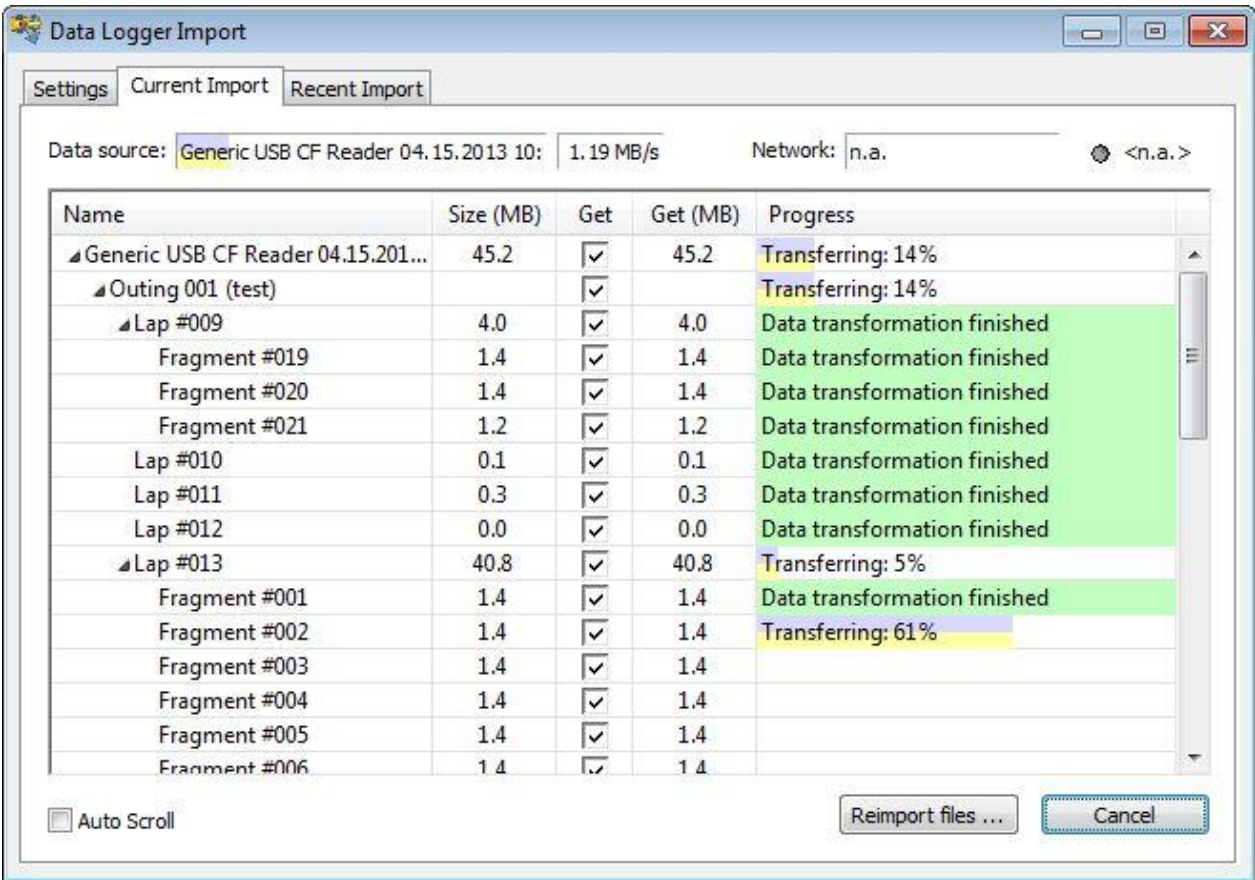 Data Logger Import
Settings Current Import Recent Import
Data source: Generic USB CF Reader 04.15.2013 10: 1.19 MB/s Network: n.a. <n.a.>
Name Size (MB) Get Get (MB) Progress
Generic USB CF Reader 04.15.201... 45.2 45.2 Transferring: 14%
Outing 001 (test) Transferring: 14%
Lap #009 4.0 4.0 Data transformation finished
Fragment #019 1.4 1.4 Data transformation finished
Fragment #020 1.4 1.4 Data transformation finished
Fragment #021 1.2 1.2 Data transformation finished
Lap #010 0.1 0.1 Data transformation finished
Lap #011 0.3 0.3 Data transformation finished
Lap #012 0.0 0.0 Data transformation finished
Lap #013 40.8 40.8 Transferring: 5%
Fragment #001 1.4 1.4 Data transformation finished
Fragment #002 1.4 1.4 Transferring: 61%
Fragment #003 1.4 1.4
Fragment #004 1.4 1.4
Fragment #005 1.4 1.4
Fragment #006 1.4 1.4
Auto Scroll Reimport files ... Cancel